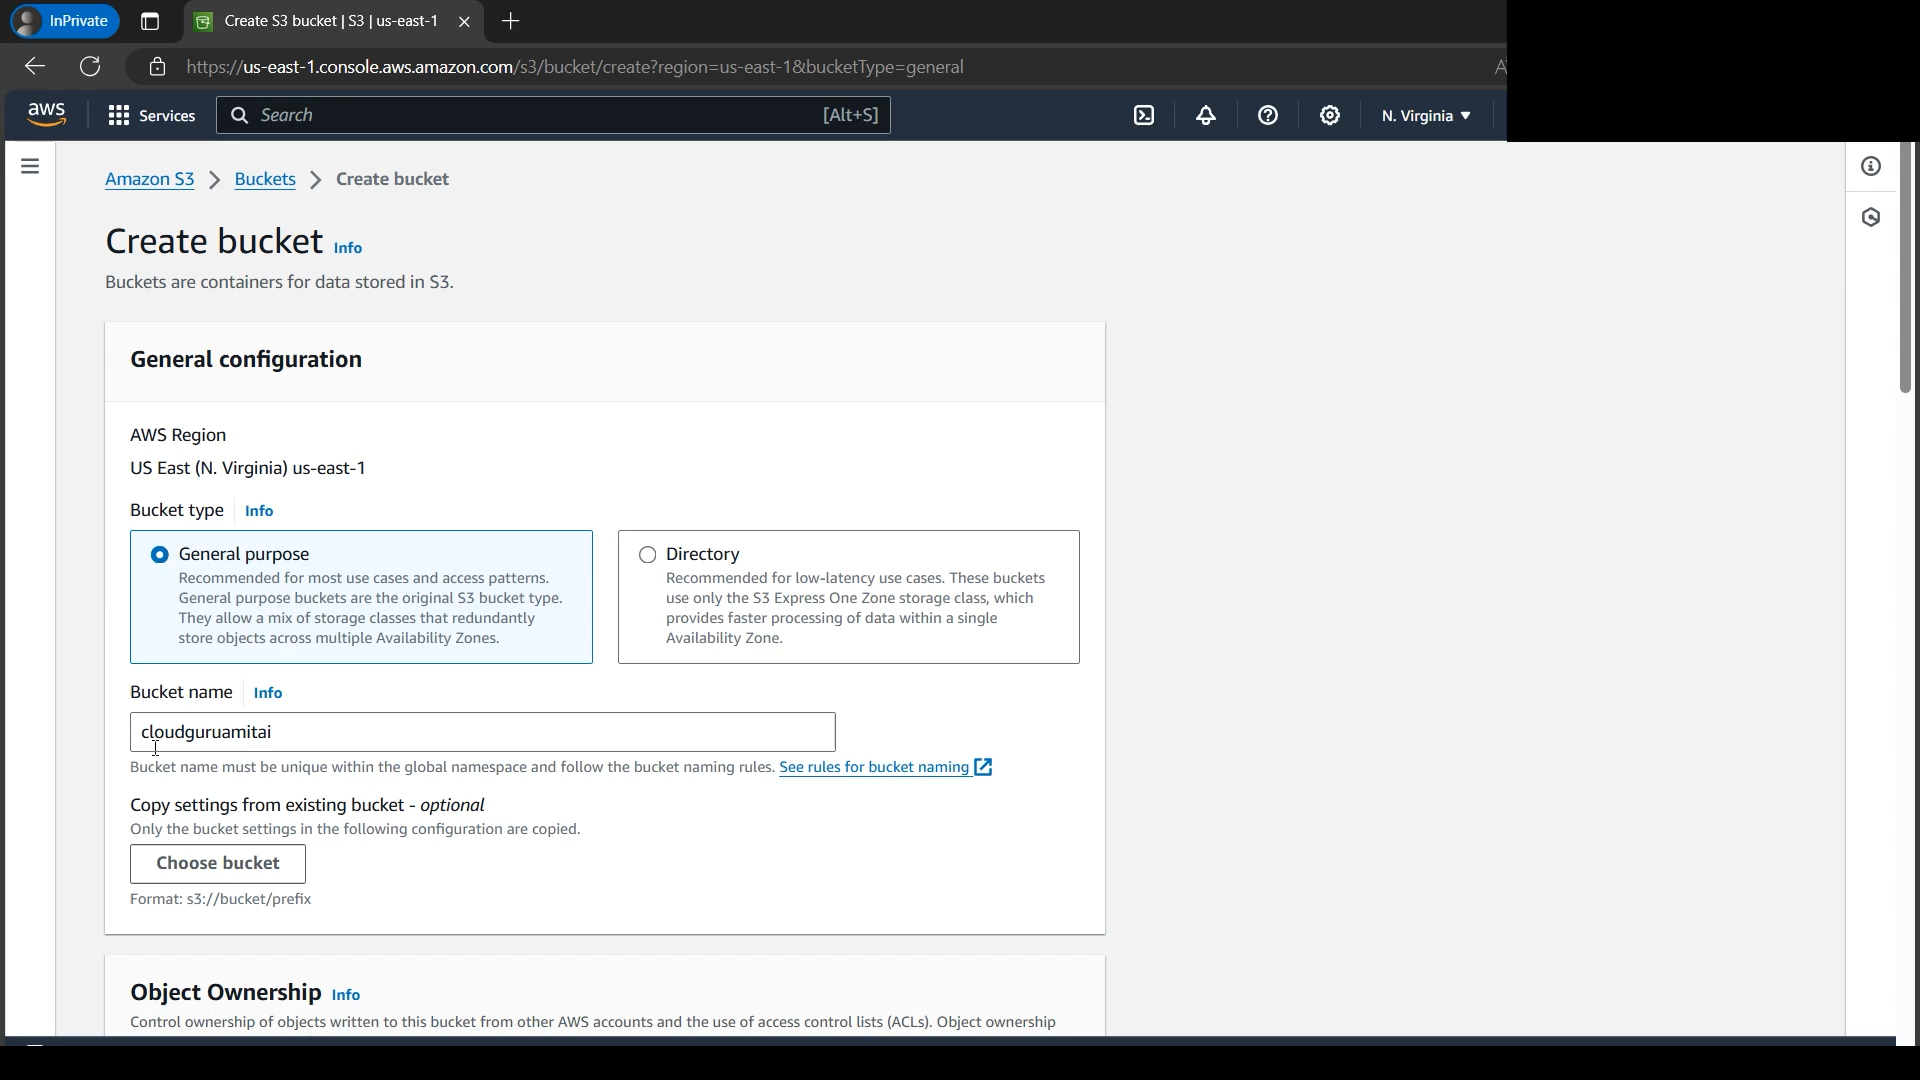 InPrivate
Create S3 bucket | S3 | us-east-1
https://us-east-1.console.aws.amazon.com/s3/bucket/create?region=us-east-1&bucketType=general
aws
Services
Search
[Alt+S]
N. Virginia
Amazon S3 > Buckets > Create bucket
Create bucket Info
Buckets are containers for data stored in S3.
General configuration
AWS Region
US East (N. Virginia) us-east-1
Bucket type Info
General purpose
Recommended for most use cases and access patterns.
General purpose buckets are the original S3 bucket type.
They allow a mix of storage classes that redundantly
store objects across multiple Availability Zones.
Directory
Recommended for low-latency use cases. These buckets
use only the S3 Express One Zone storage class, which
provides faster processing of data within a single
Availability Zone.
Bucket name Info
cloudguruamitai
Bucket name must be unique within the global namespace and follow the bucket naming rules. See rules for bucket naming
Copy settings from existing bucket - optional
Only the bucket settings in the following configuration are copied.
Choose bucket
Format: s3://bucket/prefix
Object Ownership Info
Control ownership of objects written to this bucket from other AWS accounts and the use of access control lists (ACLs). Object ownership